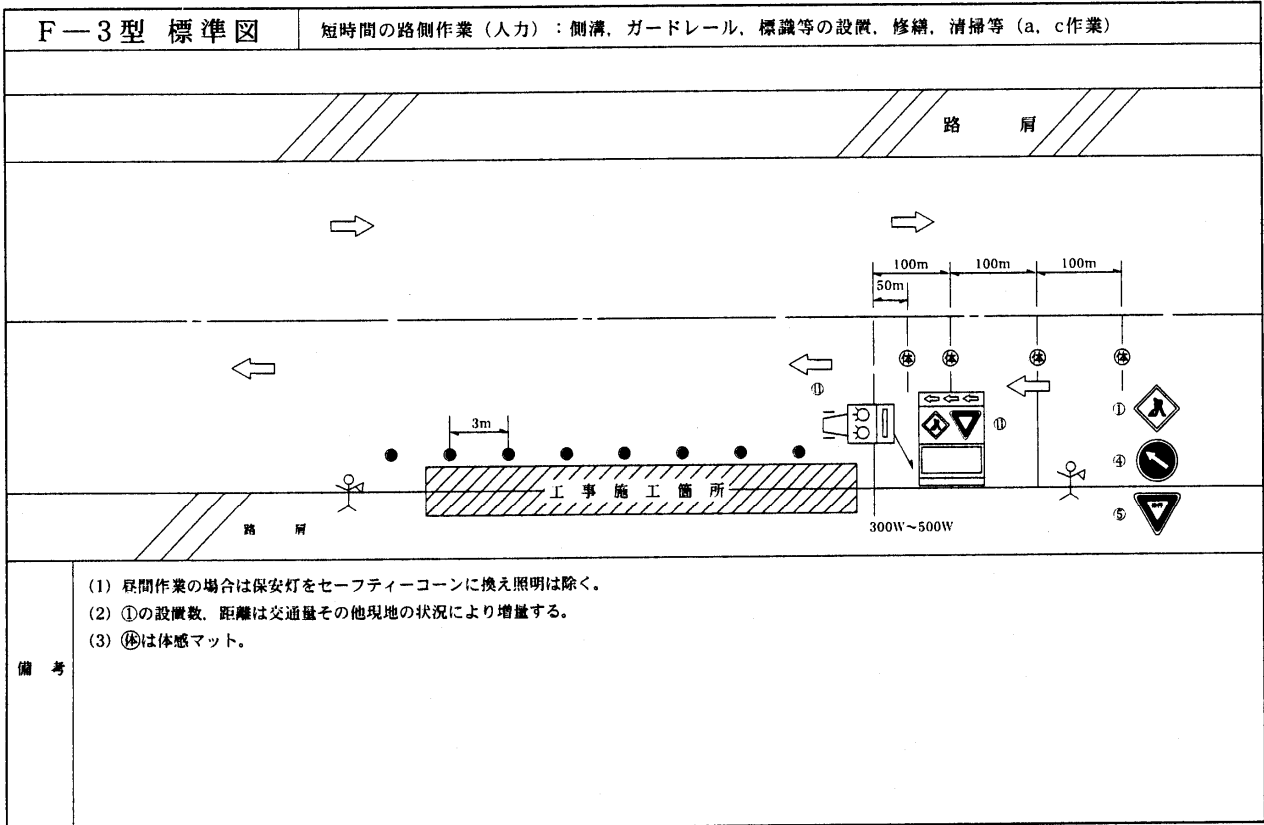 F－3型 標準図
短時間の路側作業（人力）：側溝，ガードレール，標識等の設置，修繕，清掃等（a，c作業）
路 肩
100m 100m 100m
50m
体 体 体 体
⑪
①
3m
⑪
④
工事施工箇所
⑤
路 肩
300W～500W
備 考
(1) 昼間作業の場合は保安灯をセーフティーコーンに換え照明は除く。
(2) ①の設置数，距離は交通量その他現地の状況により増量する。
(3) 体は体感マット。